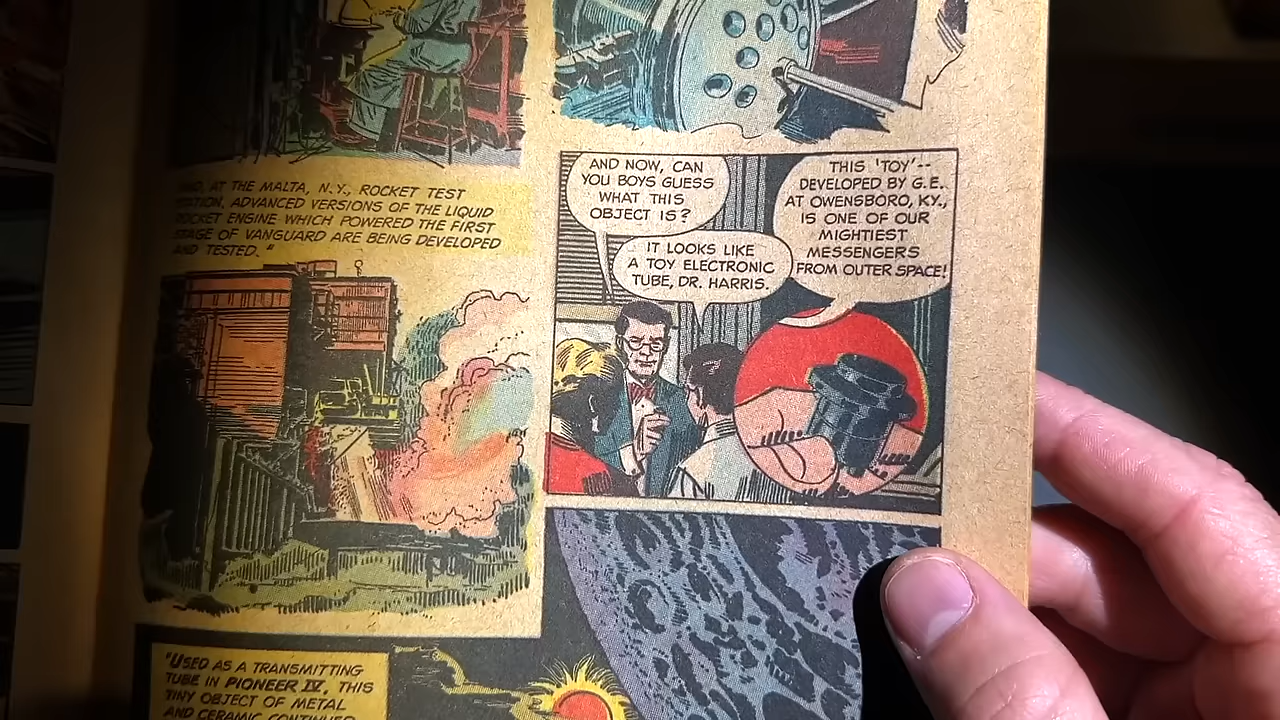 AND, AT THE MALTA, N.Y., ROCKET TEST
STATION, ADVANCED VERSIONS OF THE LIQUID
ROCKET ENGINE WHICH POWERED THE FIRST
STAGE OF VANGUARD ARE BEING DEVELOPED
AND TESTED."
"USED AS A TRANSMITTING
TUBE IN PIONEER IV, THIS
TINY OBJECT OF METAL
AND CERAMIC CONTINUED
AND NOW, CAN
YOU BOYS GUESS
WHAT THIS
OBJECT IS?
IT LOOKS LIKE
A TOY ELECTRONIC
TUBE, DR. HARRIS.
THIS 'TOY'--
DEVELOPED BY G.E.
AT OWENSBORO, KY.,
IS ONE OF OUR
MIGHTIEST
MESSENGERS
FROM OUTER SPACE!